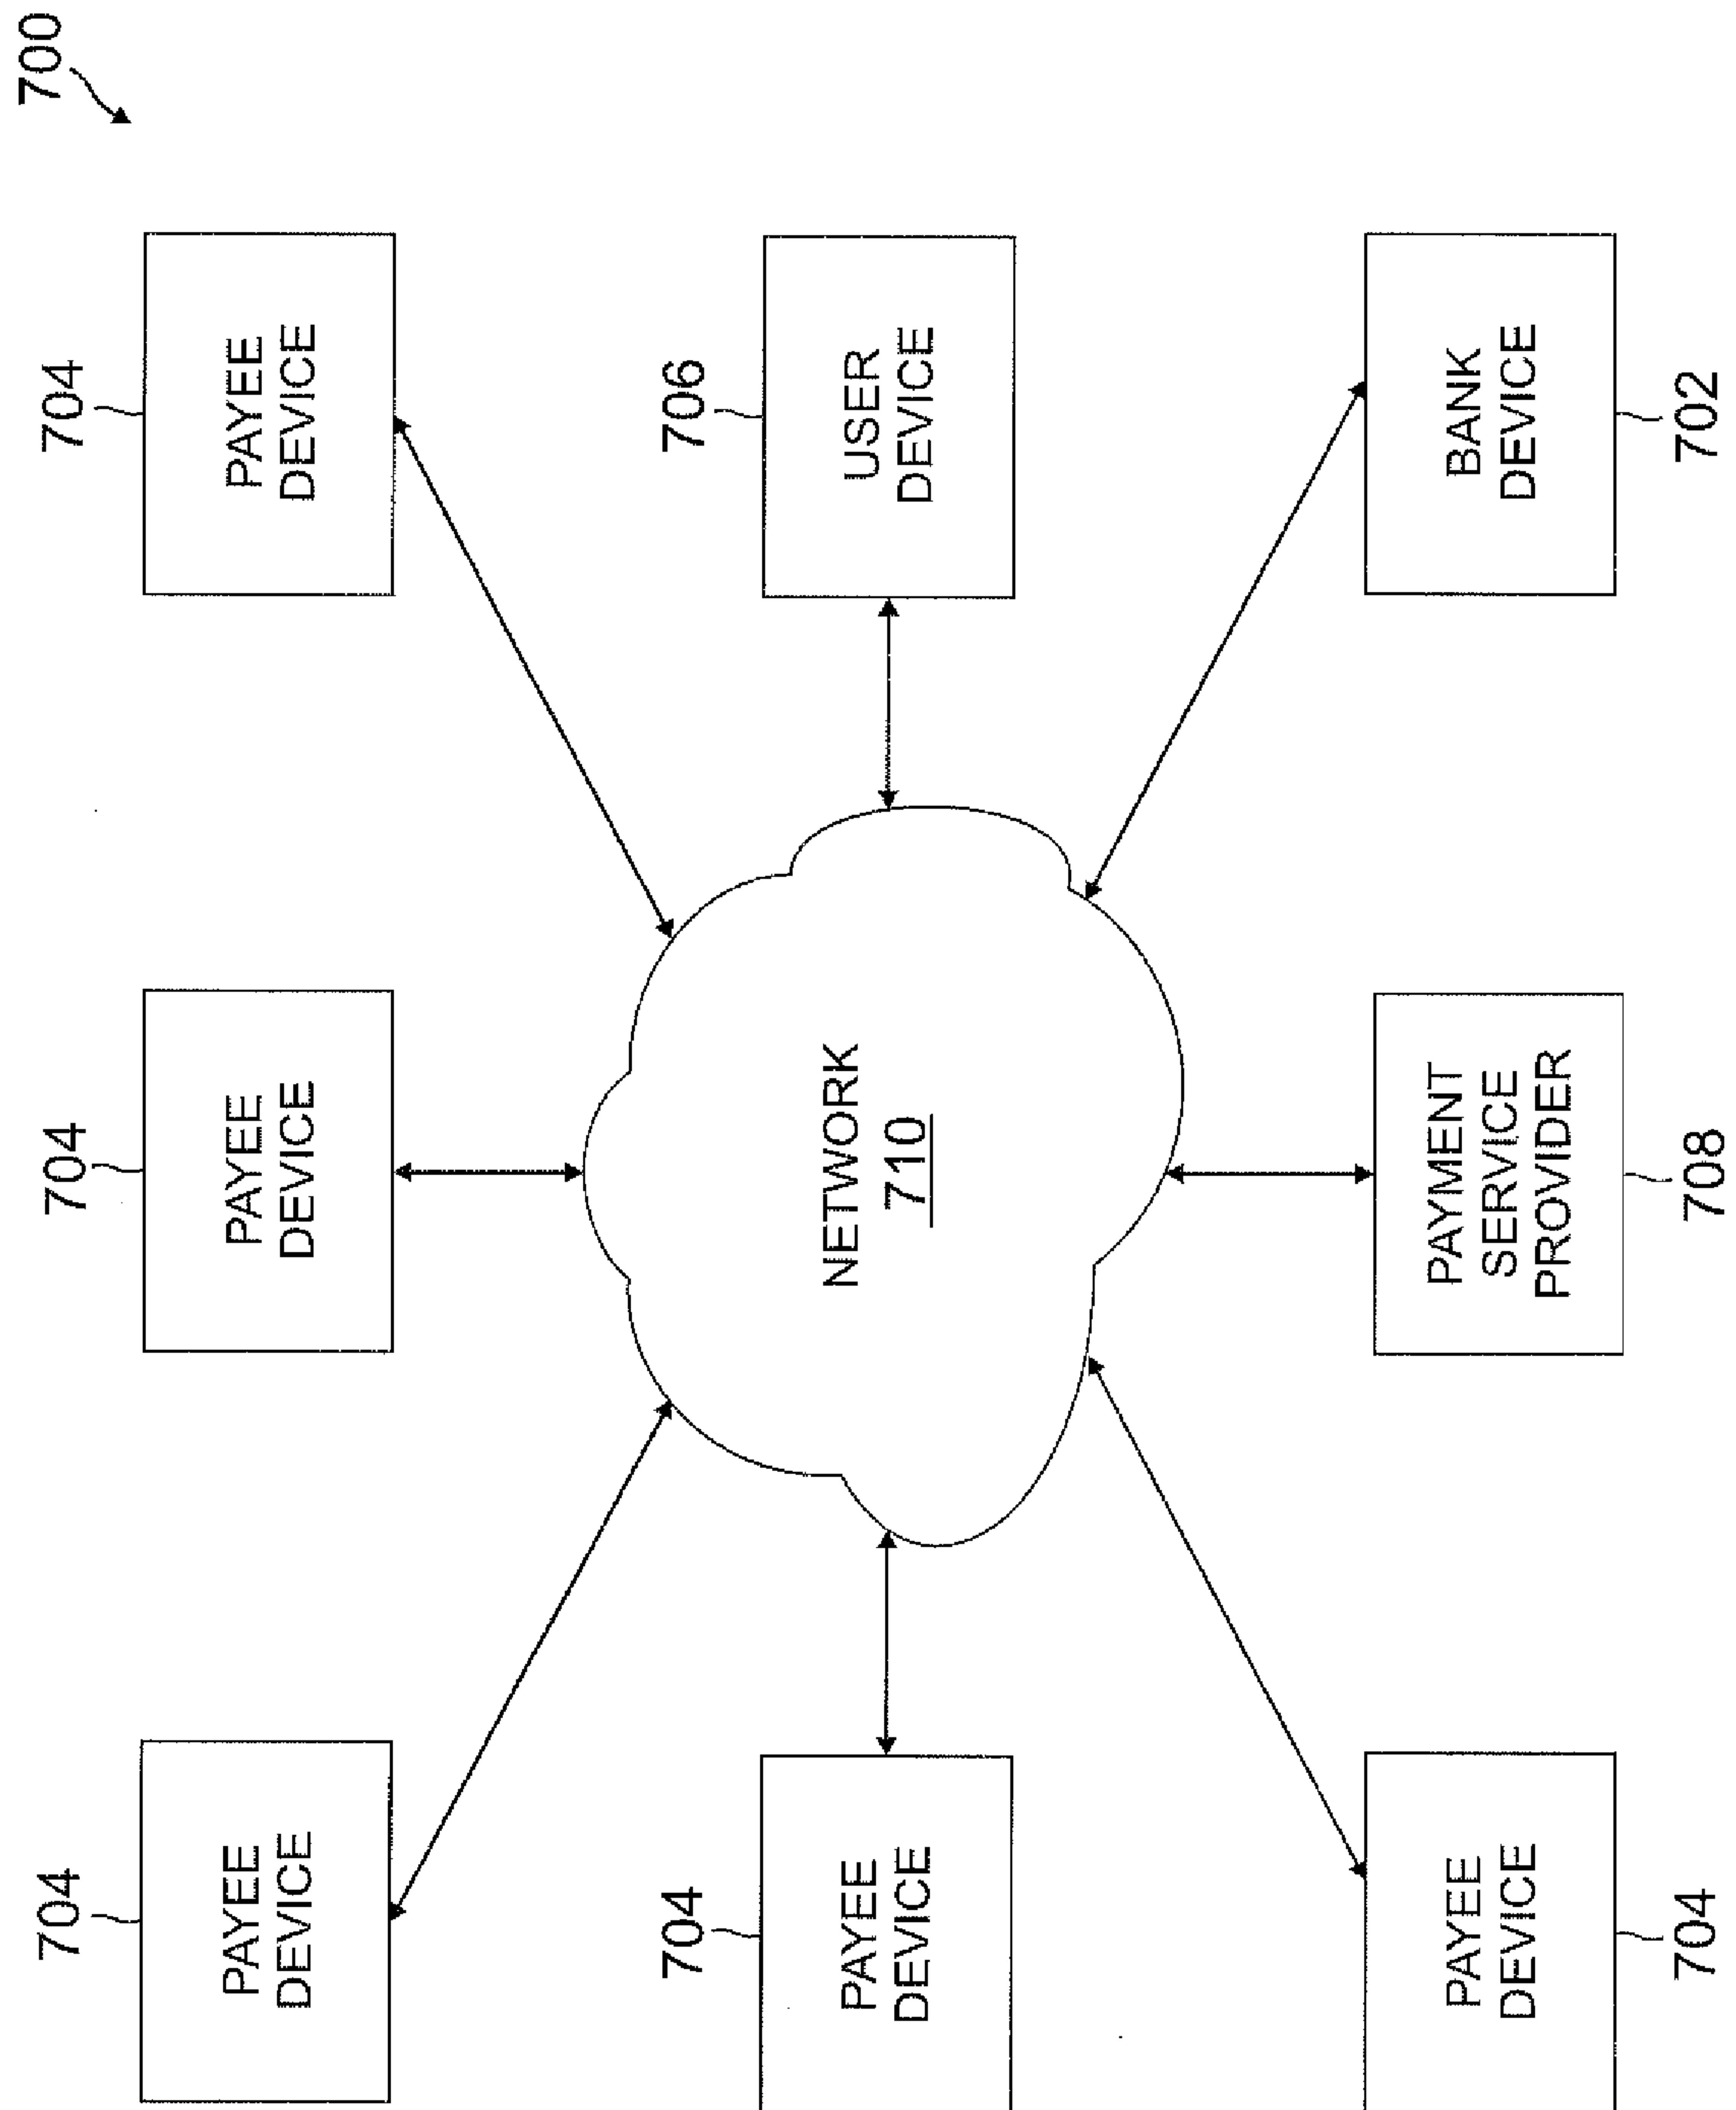 700
704
PAYEE
DEVICE
704
PAYEE
DEVICE
704
PAYEE
DEVICE
704
PAYEE
DEVICE
NETWORK
710
706
USER
DEVICE
PAYEE
DEVICE
704
PAYMENT
SERVICE
PROVIDER
708
BANK
DEVICE
702